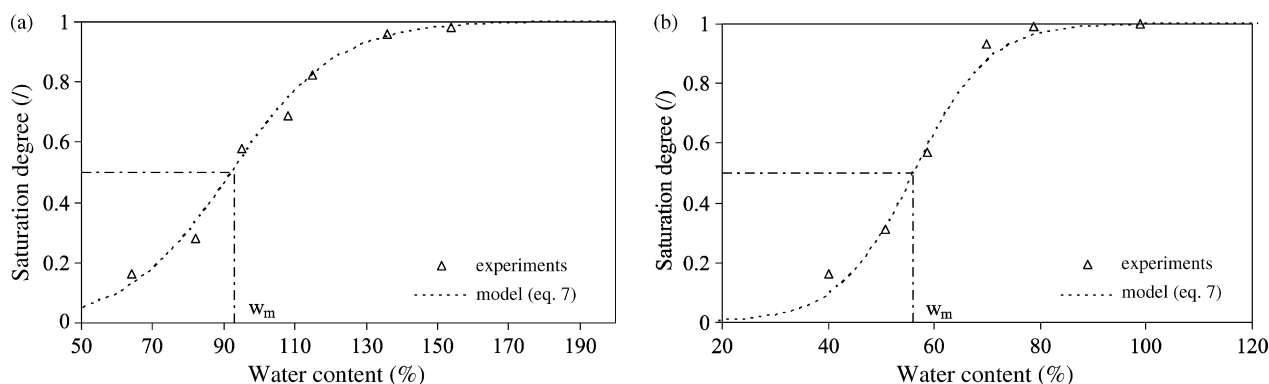 (a)
Saturation degree (/)
1
0.8
0.6
0.4
0.2
0
50 70 90 110 130 150 170 190
Water content (%)
wm
experiments
model (eq. 7)
(b)
Saturation degree (/)
1
0.8
0.6
0.4
0.2
0
20 40 60 80 100 120
Water content (%)
wm
experiments
model (eq. 7)